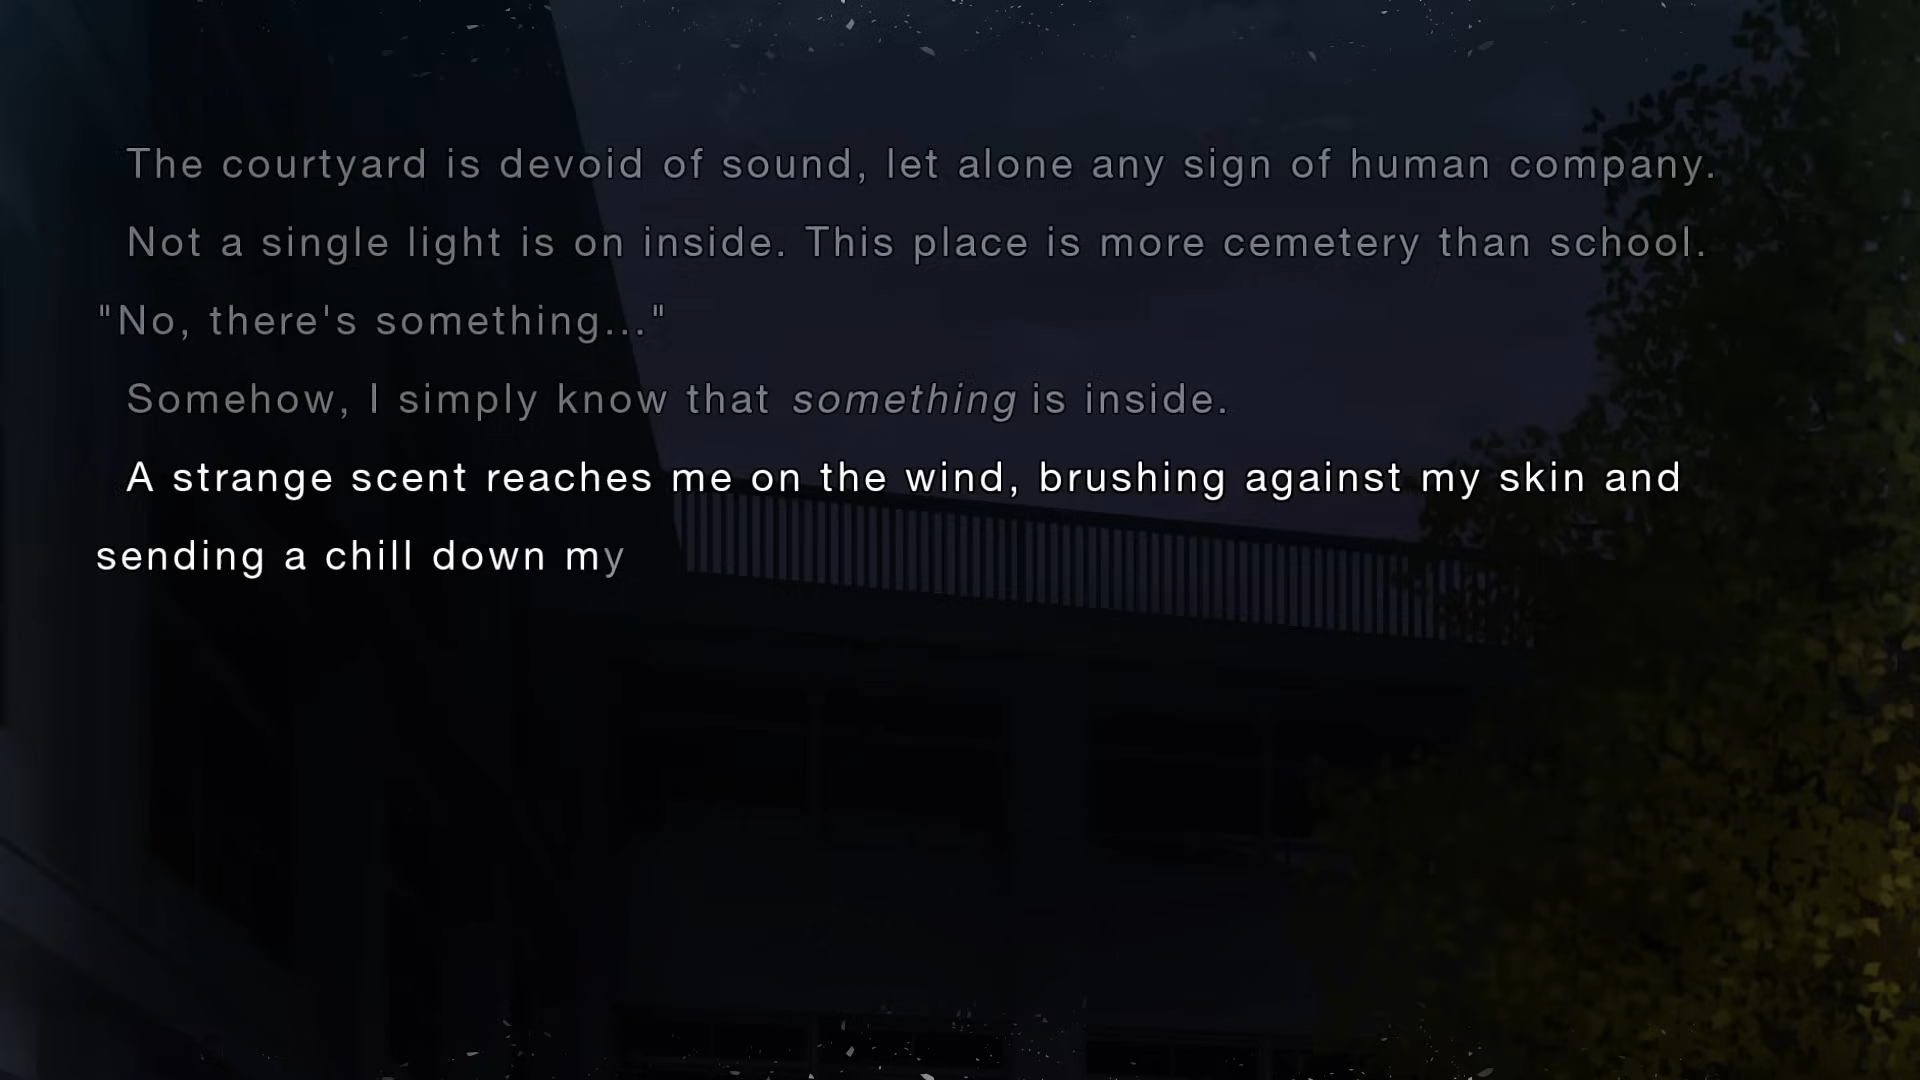 The courtyard is devoid of sound, let alone any sign of human company.
Not a single light is on inside. This place is more cemetery than school.
"No, there's something..."
Somehow, I simply know that something is inside.
A strange scent reaches me on the wind, brushing against my skin and
sending a chill down my